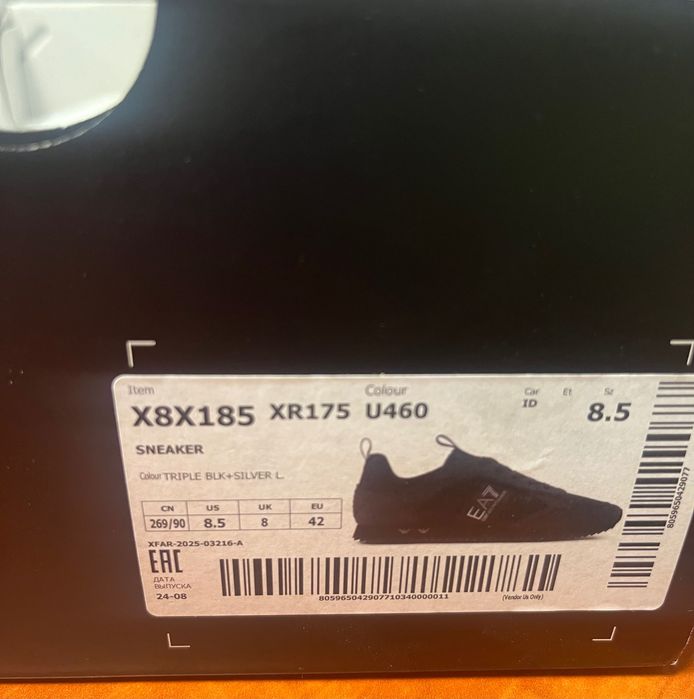 Item Colour Car Et Sz
X8X185 XR175 U460 ID 8.5
SNEAKER
Colour TRIPLE BLK+SILVER L.
CN US UK EU
269/90 8.5 8 42
XFAR-2025-03216-A
EAC
ДАТА
ВЫПУСКА
24-08
EA7
805965042907710340000011
(Vendor Us Only)
8059650429077